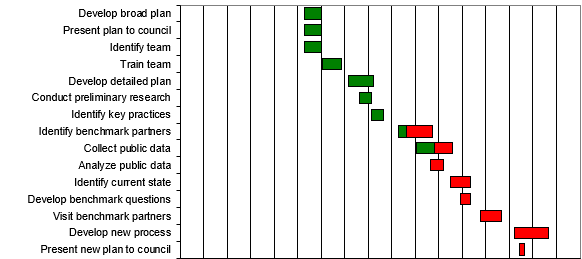 Develop broad plan
Present plan to council
Identify team
Train team
Develop detailed plan
Conduct preliminary research
Identify key practices
Identify benchmark partners
Collect public data
Analyze public data
Identify current state
Develop benchmark questions
Visit benchmark partners
Develop new process
Present new plan to council